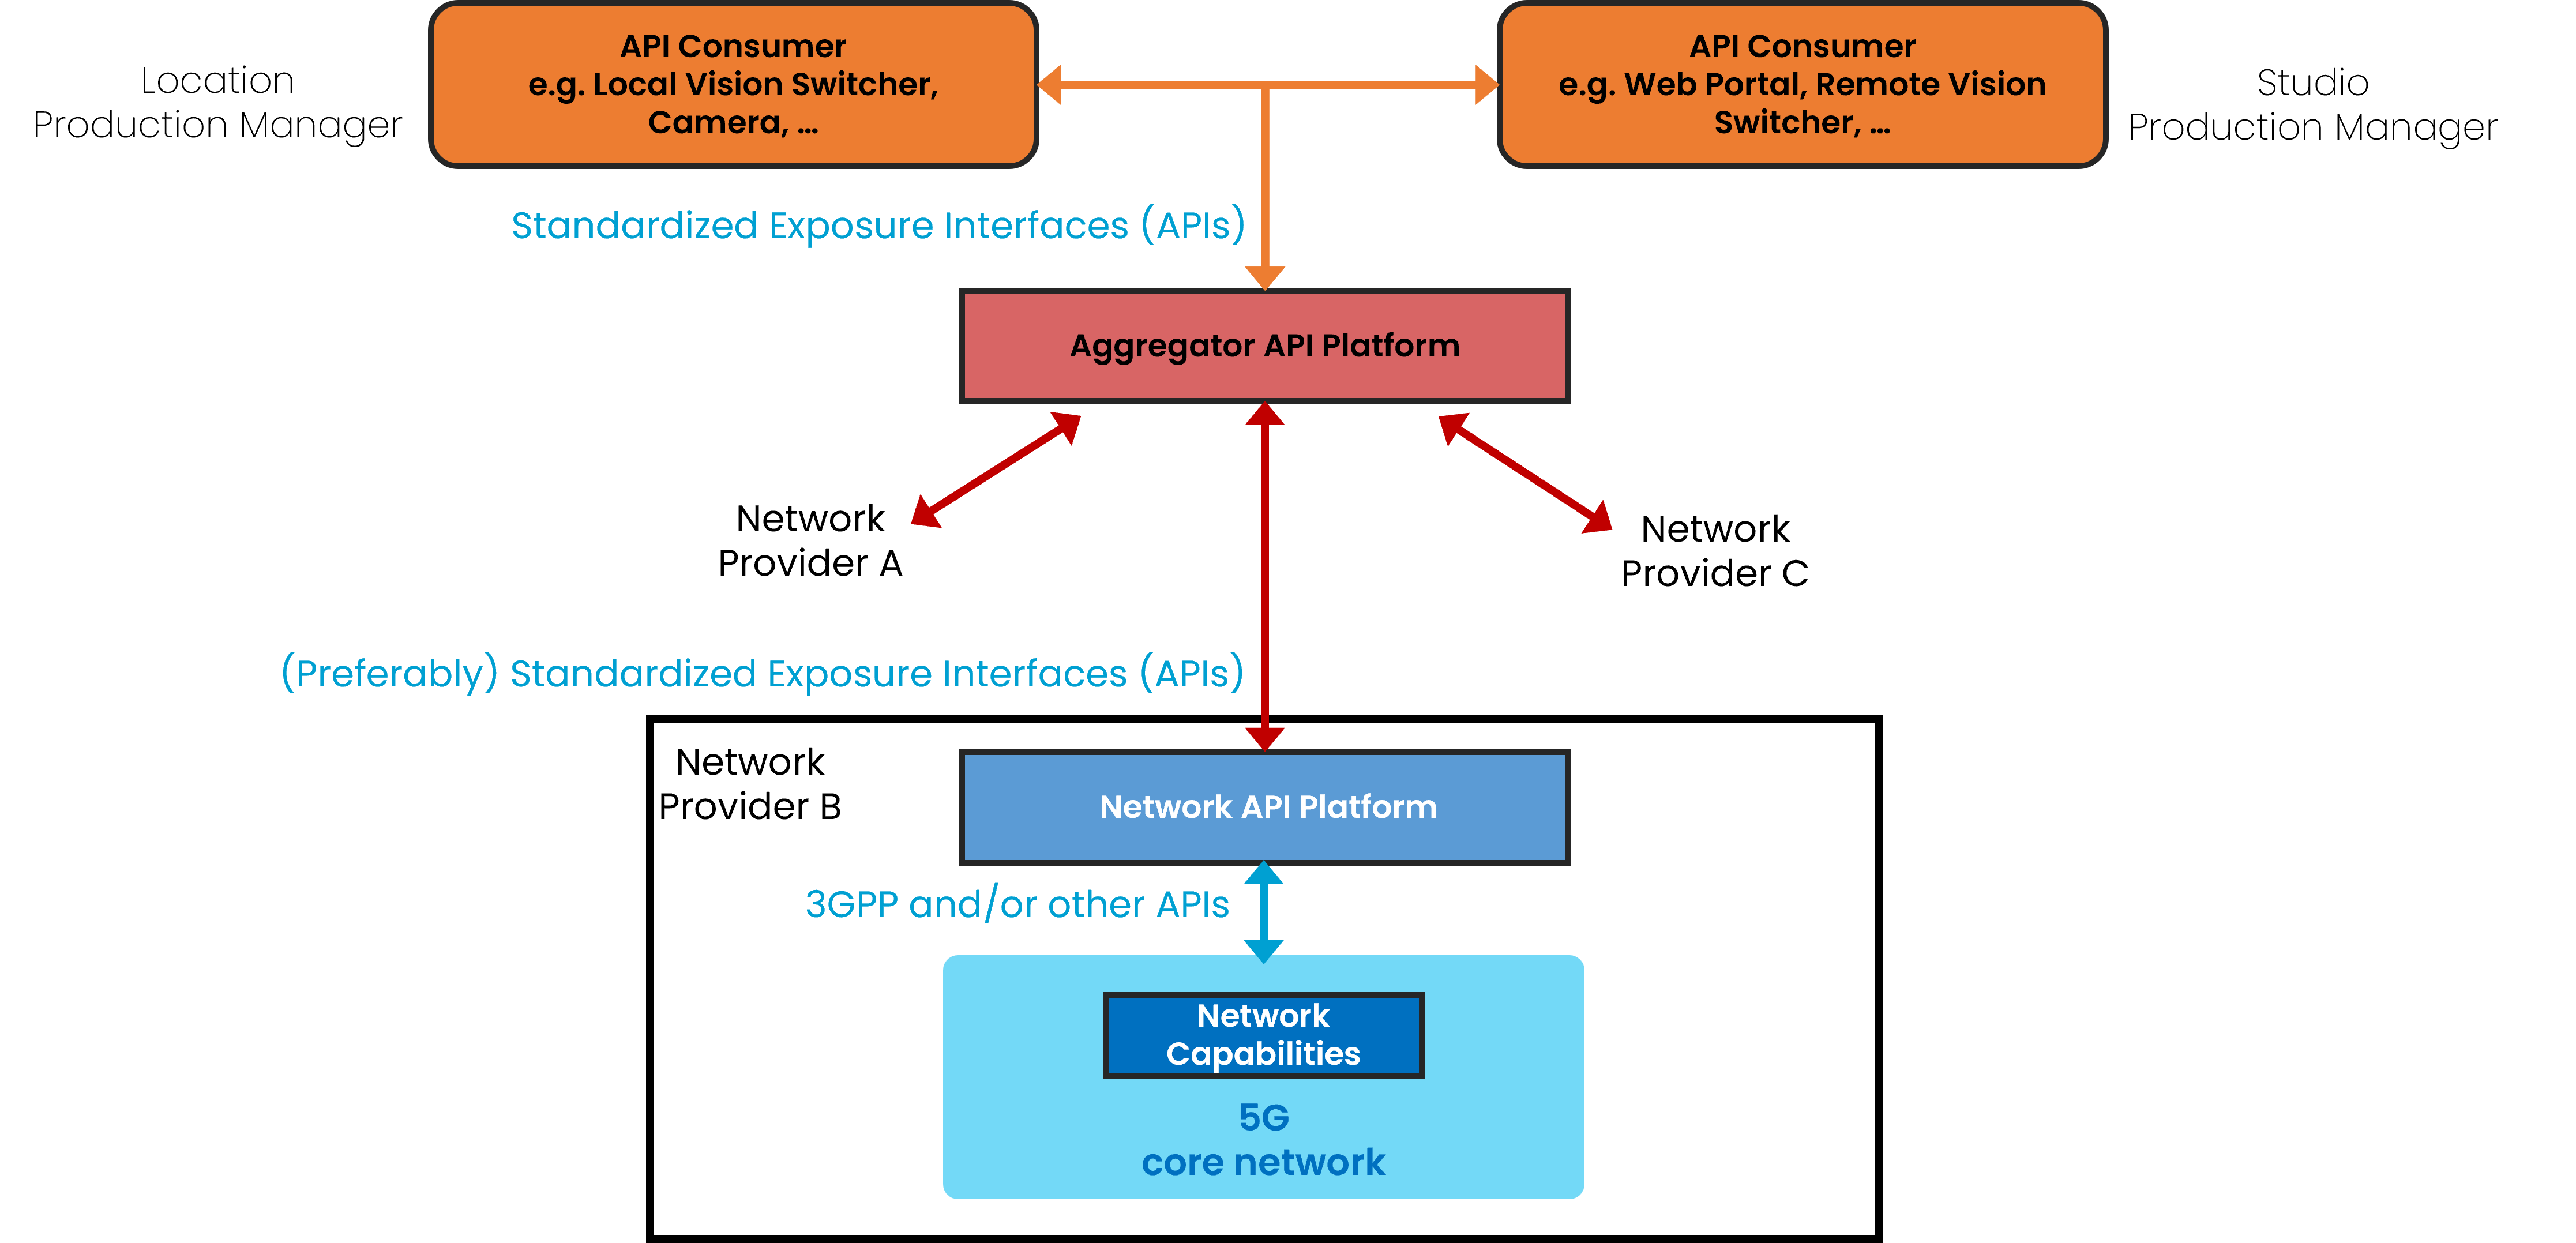 Location
Production Manager
API Consumer
e.g. Local Vision Switcher,
Camera, ...
API Consumer
e.g. Web Portal, Remote Vision
Switcher, ...
Studio
Production Manager
Standardized Exposure Interfaces (APIs)
Aggregator API Platform
Network
Provider A
Network
Provider C
(Preferably) Standardized Exposure Interfaces (APIs)
Network
Provider B
Network API Platform
3GPP and/or other APIs
Network
Capabilities
5G
core network